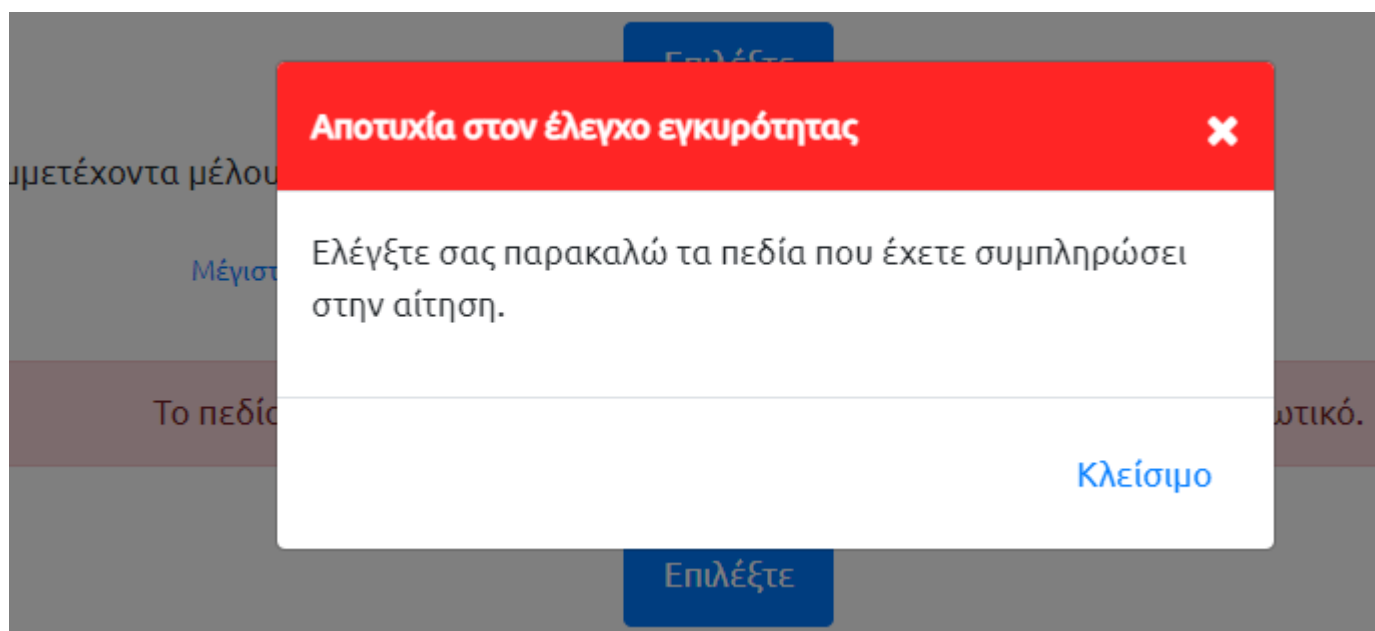 Επιλέξτε
Αποτυχία στον έλεγχο εγκυρότητας
μέλου
Ελέγξτε σας παρακαλώ τα πεδία που έχετε συμπληρώσει
Μέγιστ
στην αίτηση.
Το πεδίο
ωτικό.
Κλείσιμο
Επιλέξτε